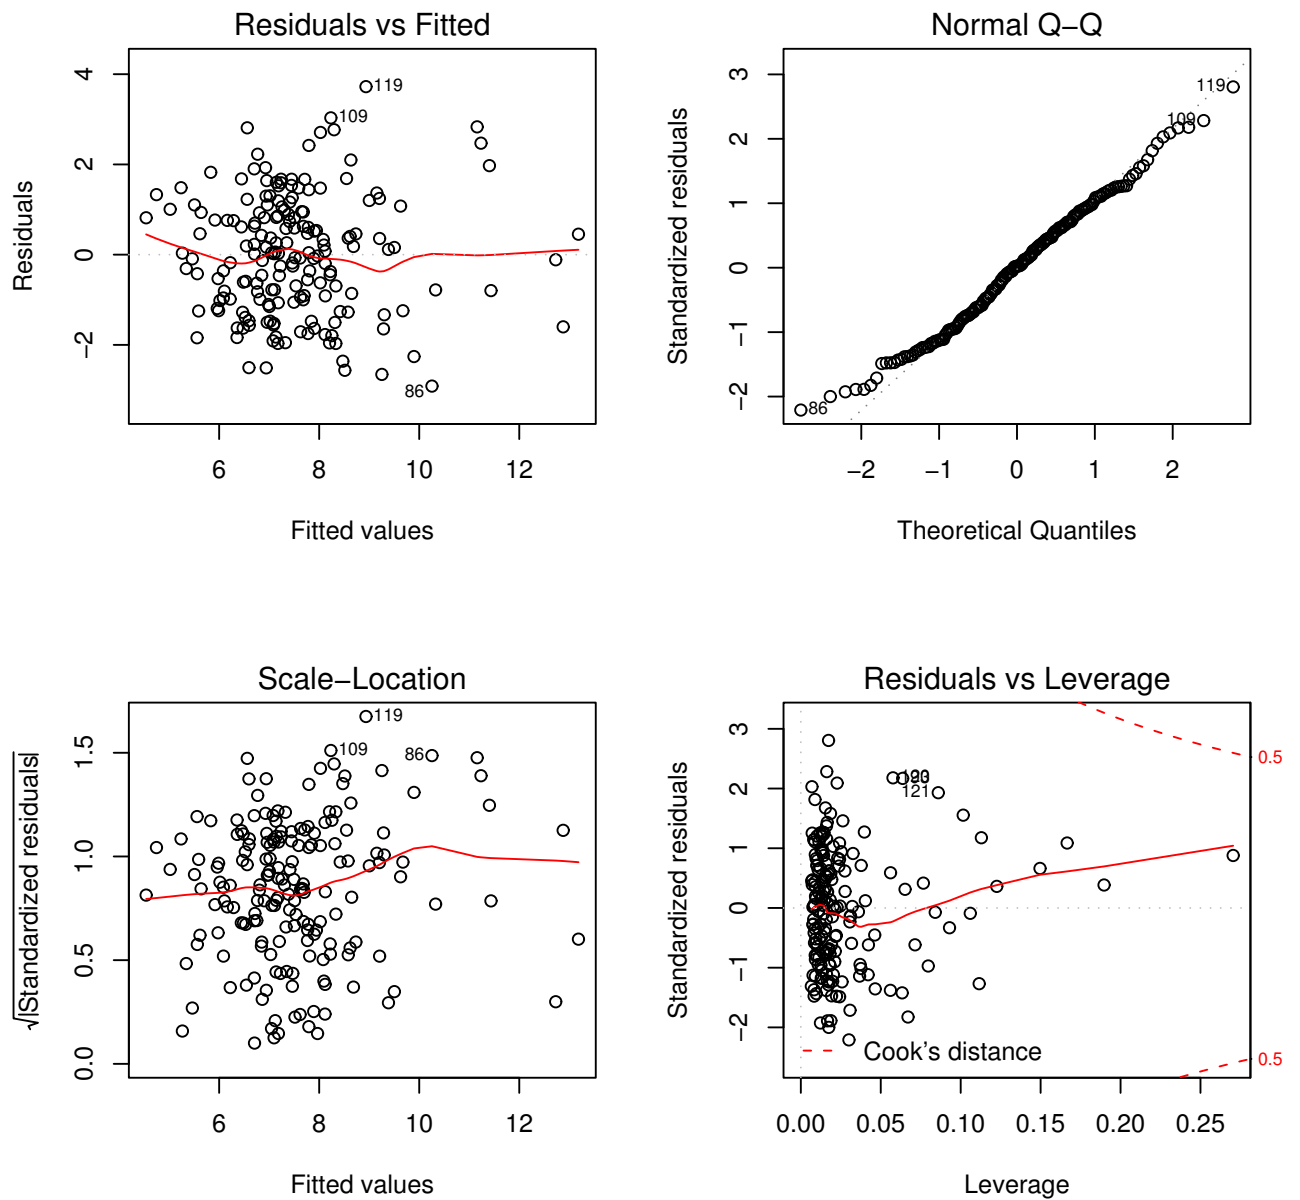 Residuals vs Fitted
Residuals
4
2
0
−2
119
109
86
6 8 10 12
Fitted values
Normal Q−Q
Standardized residuals
3
2
1
0
−1
−2
119
109
86
−2 −1 0 1 2
Theoretical Quantiles
Scale−Location
√|Standardized residuals|
1.5
1.0
0.5
0.0
119
109
86
6 8 10 12
Fitted values
Residuals vs Leverage
Standardized residuals
3
2
1
0
−1
−2
121
0.5
0.5
Cook's distance
0.00 0.05 0.10 0.15 0.20 0.25
Leverage